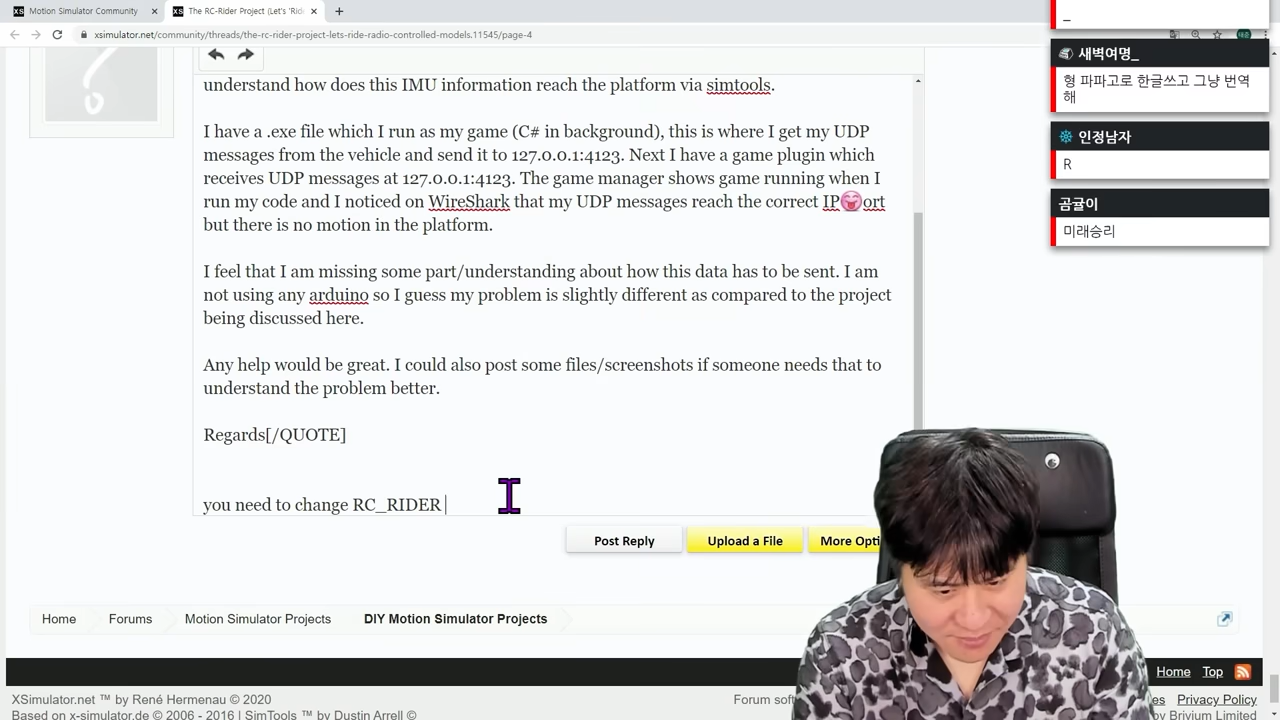 Motion Simulator Community
The RC-Rider Project (Let's 'Ride
xsimulator.net/community/threads/the-rc-rider-project-lets-ride-radio-controlled-models.11545/page-4
understand how does this IMU information reach the platform via simtools.
I have a .exe file which I run as my game (C# in background), this is where I get my UDP
messages from the vehicle and send it to 127.0.0.1:4123. Next I have a game plugin which
receives UDP messages at 127.0.0.1:4123. The game manager shows game running when I
run my code and I noticed on WireShark that my UDP messages reach the correct IP😛ort
but there is no motion in the platform.
I feel that I am missing some part/understanding about how this data has to be sent. I am
not using any arduino so I guess my problem is slightly different as compared to the project
being discussed here.
Any help would be great. I could also post some files/screenshots if someone needs that to
understand the problem better.
Regards[/QUOTE]
you need to change RC_RIDER
Post Reply
Upload a File
More Opti
Home
Forums
Motion Simulator Projects
DIY Motion Simulator Projects
Home
Top
XSimulator.net ™ by René Hermenau © 2020
Based on x-simulator.de © 2006 - 2016 | SimTools ™ by Dustin Arrell ©
Forum soft
es
Privacy Policy
by Brivium Limited
_
새벽여명_
형 파파고로 한글쓰고 그냥 번역
해
인정남자
R
곰귤이
미래승리